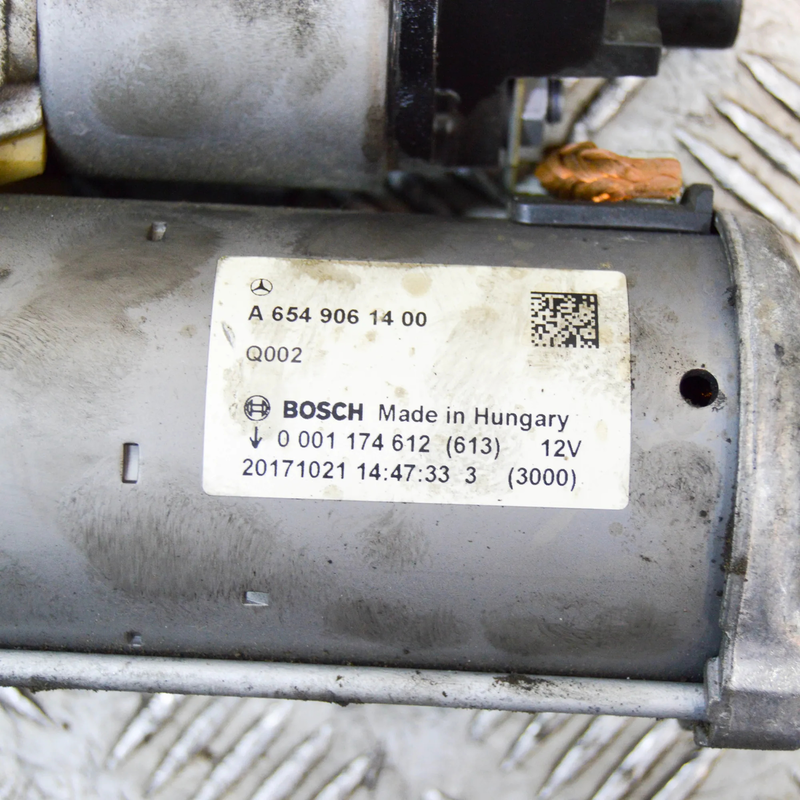 A 654 906 14 00
Q002
BOSCH Made in Hungary
↓ 0 001 174 612 (613) 12V
20171021 14:47:33 3 (3000)